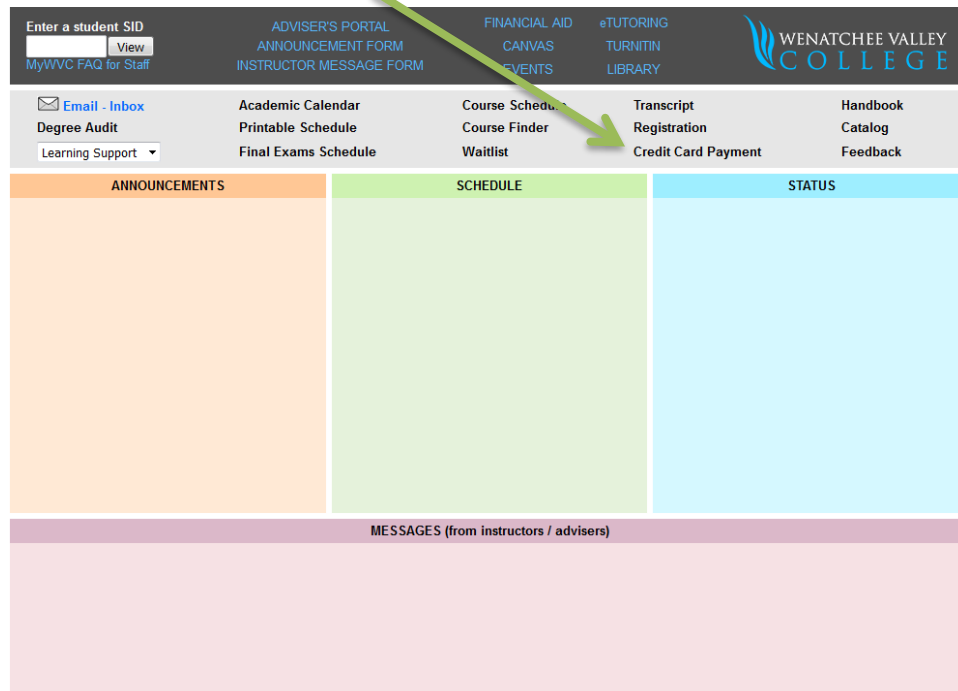 Enter a student SID
View
MyWVC FAQ for Staff
ADVISER'S PORTAL
ANNOUNCEMENT FORM
INSTRUCTOR MESSAGE FORM
FINANCIAL AID
CANVAS
EVENTS
eTUTORING
TURNITIN
LIBRARY
WENATCHEE VALLEY
COLLEGE
Email - Inbox
Degree Audit
Learning Support
Academic Calendar
Printable Schedule
Final Exams Schedule
Course Schedule
Course Finder
Waitlist
Transcript
Registration
Credit Card Payment
Handbook
Catalog
Feedback
ANNOUNCEMENTS
SCHEDULE
STATUS
MESSAGES (from instructors / advisers)